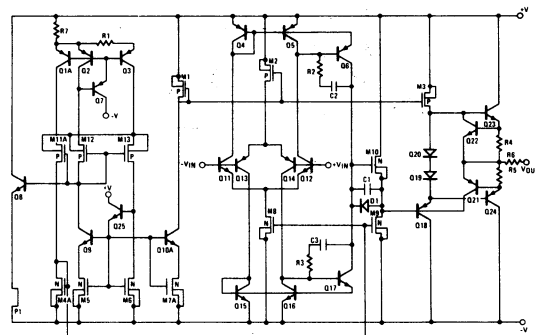 +V
R7
R1
Q4
Q5
Q1A
Q2
Q3
M1
P
M2
P
R2
Q6
C2
M3
P
Q7
-V
Q23
Q22
R4
M11A
P
M12
M13
P
M10
N
Q20
R6
VOU
-VIN
+VIN
Q11
Q13
Q14
Q12
C1
Q19
R5
Q8
+V
D1
Q21
Q24
Q25
M8
N
M9
N
Q18
Q9
Q10A
C3
R3
Q17
N
M4A
N
M5
N
M6
N
M7A
Q15
Q16
P1
-V